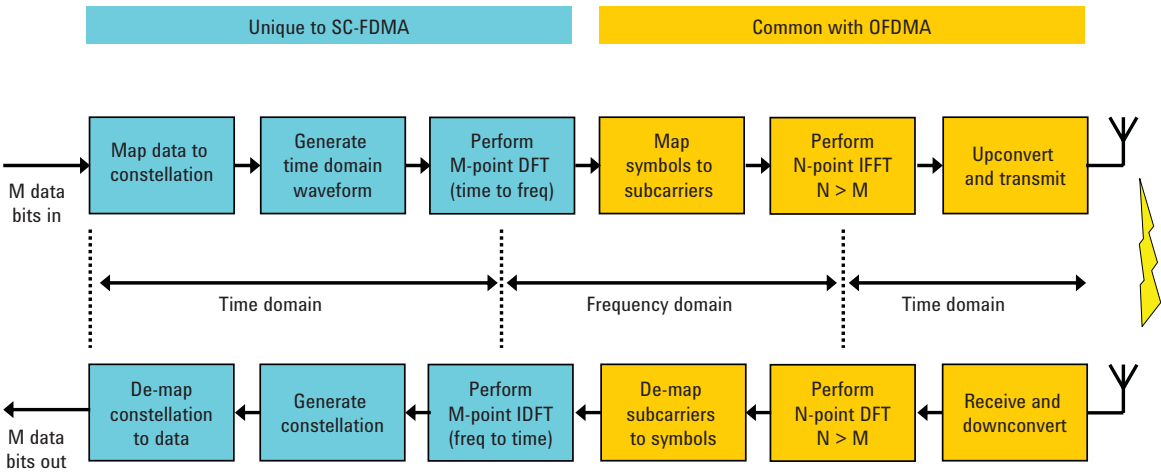 Unique to SC-FDMA
Common with OFDMA
M data
bits in
Map data to
constellation
Generate
time domain
waveform
Perform
M-point DFT
(time to freq)
Map
symbols to
subcarriers
Perform
N-point IFFT
N > M
Upconvert
and transmit
Time domain
Frequency domain
Time domain
M data
bits out
De-map
constellation
to data
Generate
constellation
Perform
M-point IDFT
(freq to time)
De-map
subcarriers
to symbols
Perform
N-point DFT
N > M
Receive and
downconvert